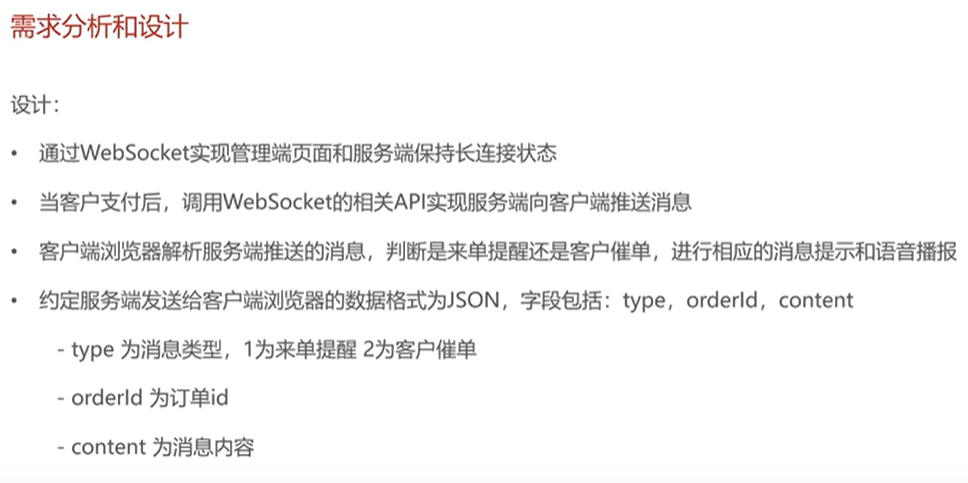 需求分析和设计
设计：
• 通过WebSocket实现管理端页面和服务端保持长连接状态
• 当客户支付后，调用WebSocket的相关API实现服务端向客户端推送消息
• 客户端浏览器解析服务端推送的消息，判断是来单提醒还是客户催单，进行相应的消息提示和语音播报
• 约定服务端发送给客户端浏览器的数据格式为JSON，字段包括：type，orderId，content
- type 为消息类型，1为来单提醒 2为客户催单
- orderId 为订单id
- content 为消息内容